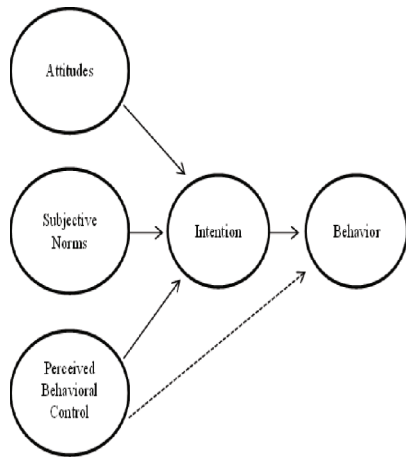 Attitudes
Subjective
Norms
Intention
Behavior
Perceived
Behavioral
Control